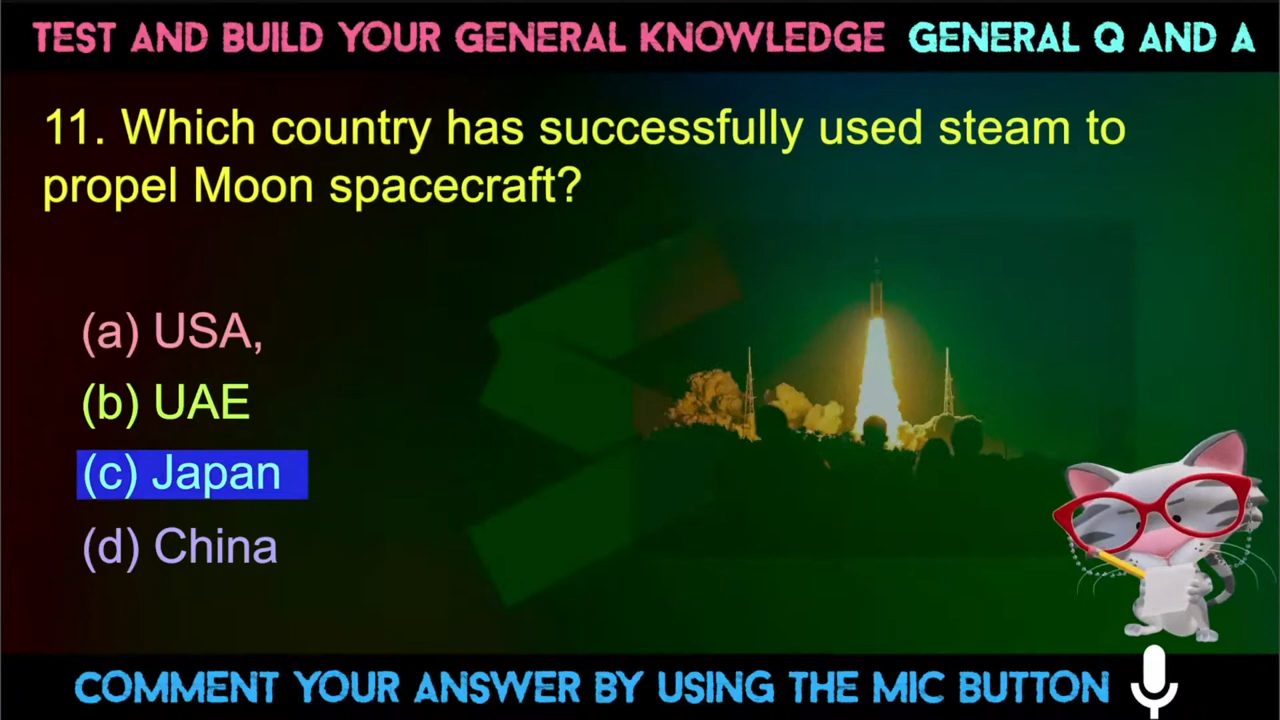 TEST AND BUILD YOUR GENERAL KNOWLEDGE GENERAL Q AND A
11. Which country has successfully used steam to
propel Moon spacecraft?
(a) USA,
(b) UAE
(c) Japan
(d) China
COMMENT YOUR ANSWER BY USING THE MIC BUTTON